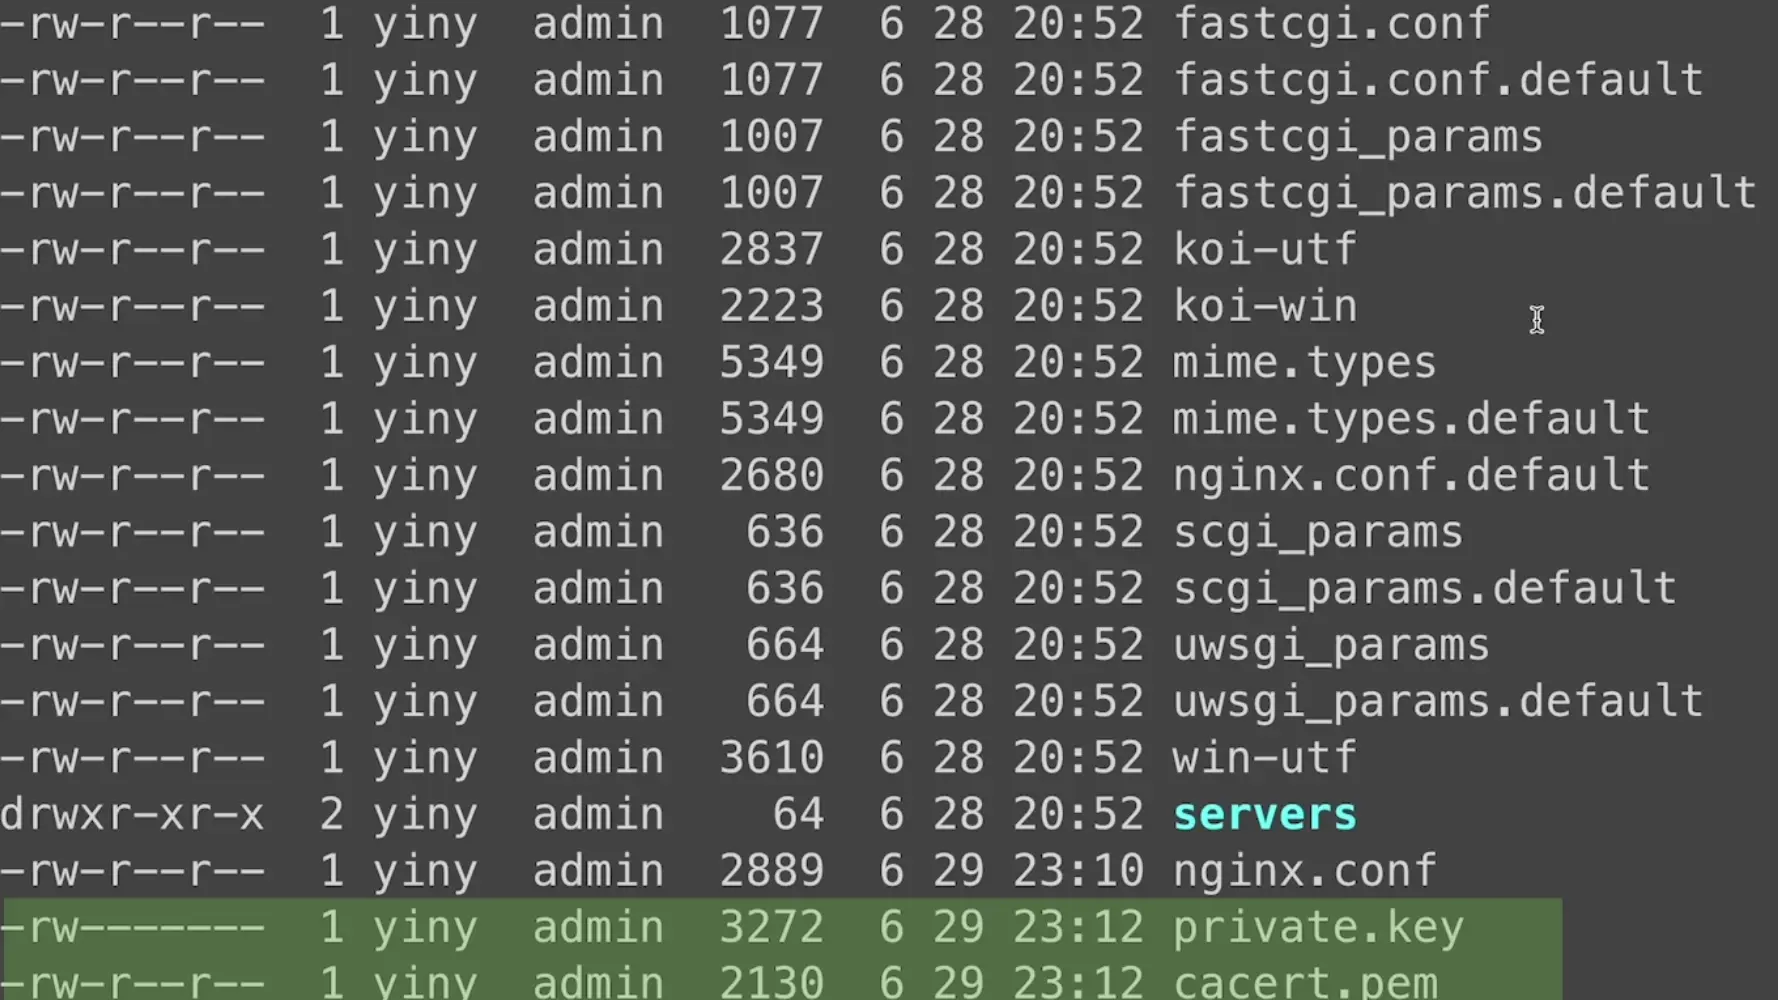 -rw-r--r-- 1 yiny admin 1077 6 28 20:52 fastcgi.conf
-rw-r--r-- 1 yiny admin 1077 6 28 20:52 fastcgi.conf.default
-rw-r--r-- 1 yiny admin 1007 6 28 20:52 fastcgi_params
-rw-r--r-- 1 yiny admin 1007 6 28 20:52 fastcgi_params.default
-rw-r--r-- 1 yiny admin 2837 6 28 20:52 koi-utf
-rw-r--r-- 1 yiny admin 2223 6 28 20:52 koi-win
-rw-r--r-- 1 yiny admin 5349 6 28 20:52 mime.types
-rw-r--r-- 1 yiny admin 5349 6 28 20:52 mime.types.default
-rw-r--r-- 1 yiny admin 2680 6 28 20:52 nginx.conf.default
-rw-r--r-- 1 yiny admin 636 6 28 20:52 scgi_params
-rw-r--r-- 1 yiny admin 636 6 28 20:52 scgi_params.default
-rw-r--r-- 1 yiny admin 664 6 28 20:52 uwsgi_params
-rw-r--r-- 1 yiny admin 664 6 28 20:52 uwsgi_params.default
-rw-r--r-- 1 yiny admin 3610 6 28 20:52 win-utf
drwxr-xr-x 2 yiny admin 64 6 28 20:52 servers
-rw-r--r-- 1 yiny admin 2889 6 29 23:10 nginx.conf
-rw------- 1 yiny admin 3272 6 29 23:12 private.key
-rw-r--r-- 1 yiny admin 2130 6 29 23:12 cacert.pem